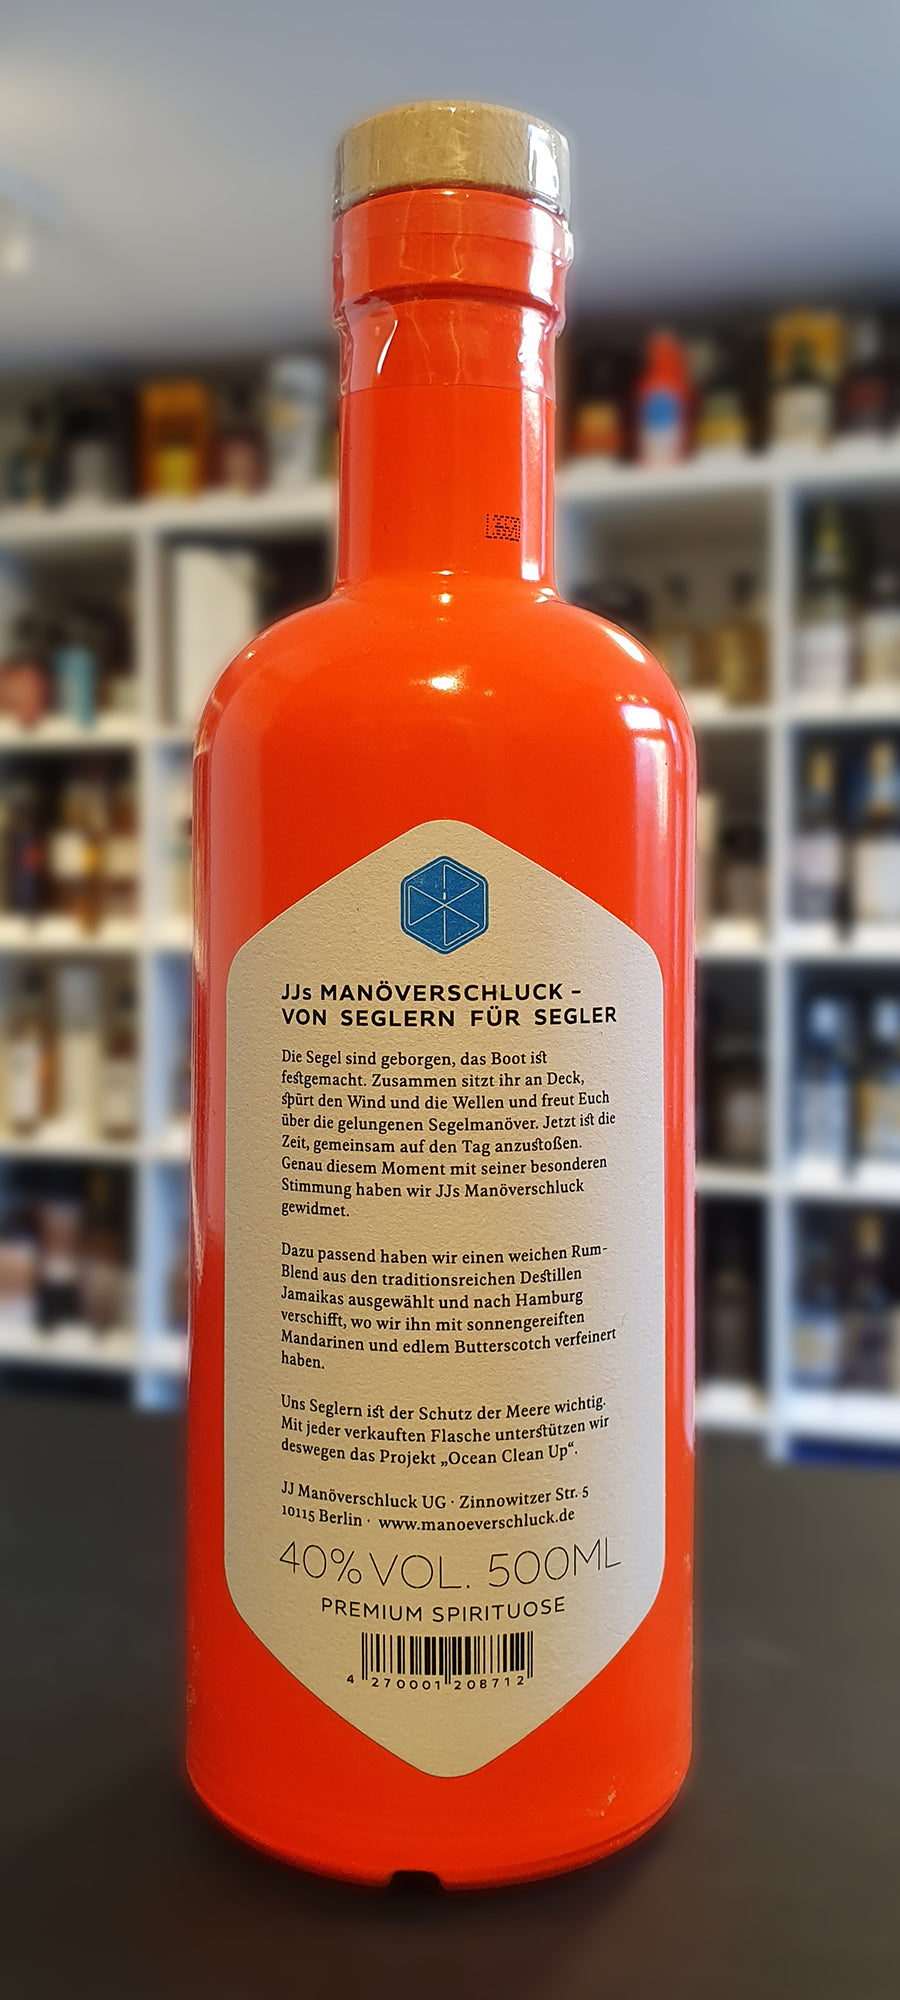 JJs MANÖVERSCHLUCK –
VON SEGLERN FÜR SEGLER
Die Segel sind geborgen, das Boot ist
festgemacht. Zusammen sitzt ihr an Deck,
spürt den Wind und die Wellen und freut Euch
über die gelungenen Segelmanöver. Jetzt ist die
Zeit, gemeinsam auf den Tag anzustoßen.
Genau diesem Moment mit seiner besonderen
Stimmung haben wir JJs Manöverschluck
gewidmet.
Dazu passend haben wir einen weichen Rum-
Blend aus den traditionsreichen Destillen
Jamaikas ausgewählt und nach Hamburg
verschifft, wo wir ihn mit sonnengereiften
Mandarinen und edlem Butterscotch verfeinert
haben.
Uns Seglern ist der Schutz der Meere wichtig.
Mit jeder verkauften Flasche unterstützen wir
deswegen das Projekt „Ocean Clean Up“.
JJ Manöverschluck UG · Zinnowitzer Str. 5
10115 Berlin · www.manoeverschluck.de
40% VOL. 500ML
PREMIUM SPIRITUOSE
4 270001 208712